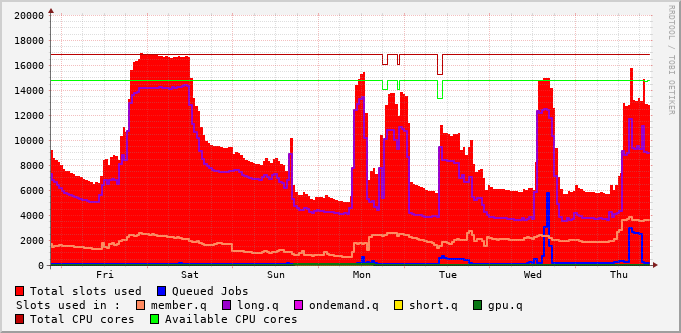 20000
18000
16000
14000
12000
10000
8000
6000
4000
2000
0
Fri Sat Sun Mon Tue Wed Thu
RRDTOOL / TOBI OETIKER
Total slots used Queued Jobs
Slots used in : member.q long.q ondemand.q short.q gpu.q
Total CPU cores Available CPU cores